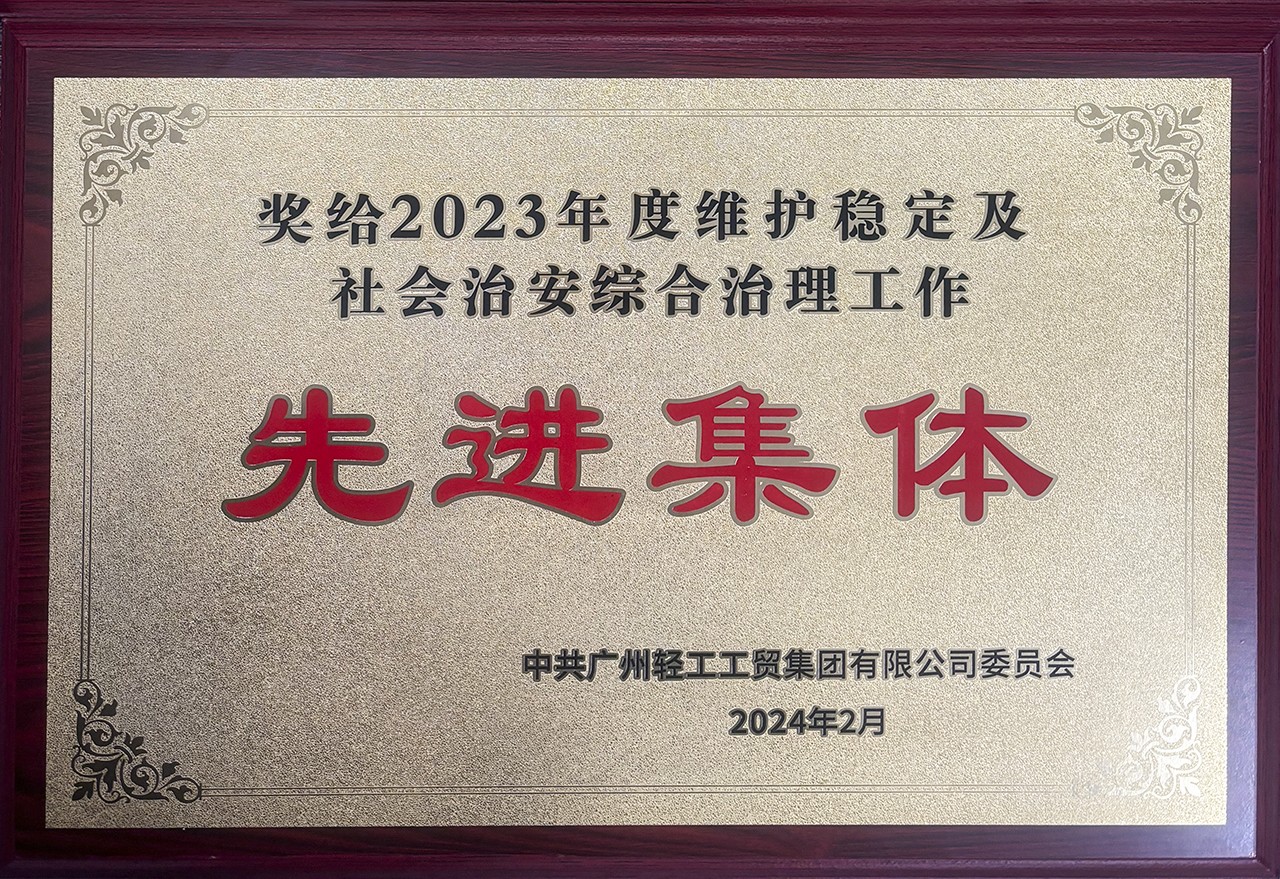 奖给2023年度维护稳定及
社会治安综合治理工作
先进集体
中共广州轻工工贸集团有限公司委员会
2024年2月